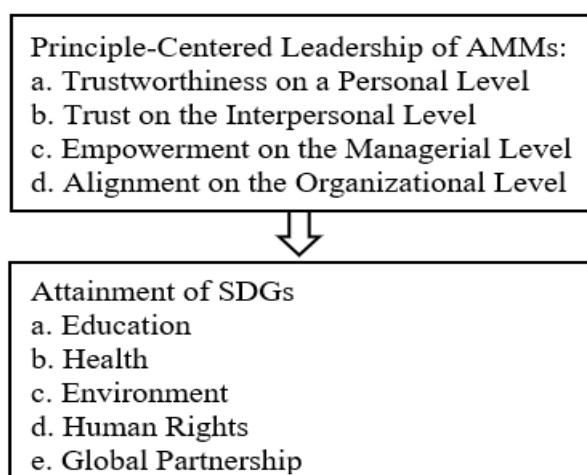 Principle-Centered Leadership of AMMs:
a. Trustworthiness on a Personal Level
b. Trust on the Interpersonal Level
c. Empowerment on the Managerial Level
d. Alignment on the Organizational Level
Attainment of SDGs
a. Education
b. Health
c. Environment
d. Human Rights
e. Global Partnership